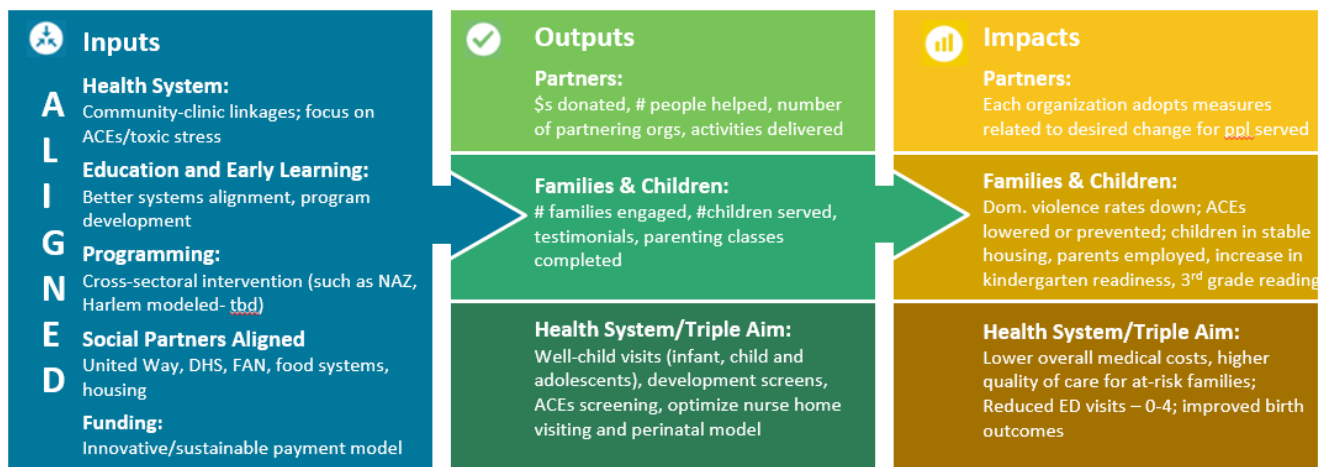 Inputs
A
L
I
G
N
E
D
Health System:
Community-clinic linkages; focus on
ACEs/toxic stress
Education and Early Learning:
Better systems alignment, program
development
Programming:
Cross-sectoral intervention (such as NAZ,
Harlem modeled- tbd)
Social Partners Aligned
United Way, DHS, FAN, food systems,
housing
Funding:
Innovative/sustainable payment model
Outputs
Partners:
$s donated, # people helped, number
of partnering orgs, activities delivered
Families & Children:
# families engaged, #children served,
testimonials, parenting classes
completed
Health System/Triple Aim:
Well-child visits (infant, child and
adolescents), development screens,
ACEs screening, optimize nurse home
visiting and perinatal model
Impacts
Partners:
Each organization adopts measures
related to desired change for ppl served
Families & Children:
Dom. violence rates down; ACEs
lowered or prevented; children in stable
housing, parents employed, increase in
kindergarten readiness, 3rd grade reading
Health System/Triple Aim:
Lower overall medical costs, higher
quality of care for at-risk families;
Reduced ED visits – 0-4; improved birth
outcomes